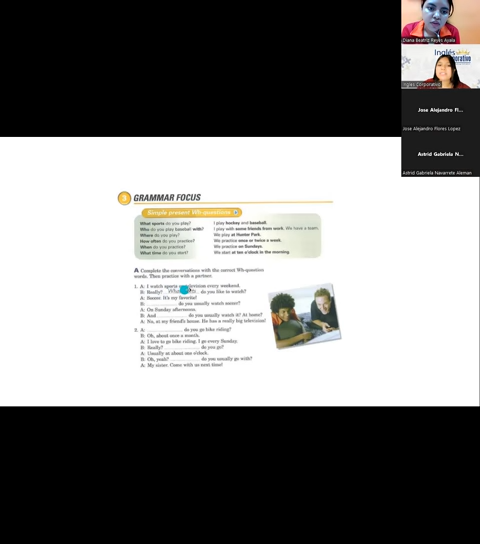 Diana Beatriz Reyes Ayala
Inglés
Corporativo
Inglés Corporativo
Jose Alejandro Fl...
Jose Alejandro Flores Lopez
Astrid Gabriela N...
Astrid Gabriela Navarrete Aleman
3 GRAMMAR FOCUS
Simple present Wh-questions
What sports do you play? I play hockey and baseball.
Who do you play baseball with? I play with some friends from work. We have a team.
Where do you play? We play at Hunter Park.
How often do you practice? We practice once or twice a week.
When do you practice? We practice on Sundays.
What time do you start? We start at ten o'clock in the morning.
A Complete the conversations with the correct Wh-question
words. Then practice with a partner.
1. A: I watch sports on television every weekend.
B: Really? do you like to watch?
A: Soccer. It's my favorite!
B: do you usually watch soccer?
A: On Sunday afternoons.
B: And do you usually watch it? At home?
A: No, at my friend's house. He has a really big television!
2. A: do you go bike riding?
B: Oh, about once a month.
A: I love to go bike riding. I go every Sunday.
B: Really? do you go?
A: Usually at about one o'clock.
B: Oh, yeah? do you usually go with?
A: My sister. Come with us next time!